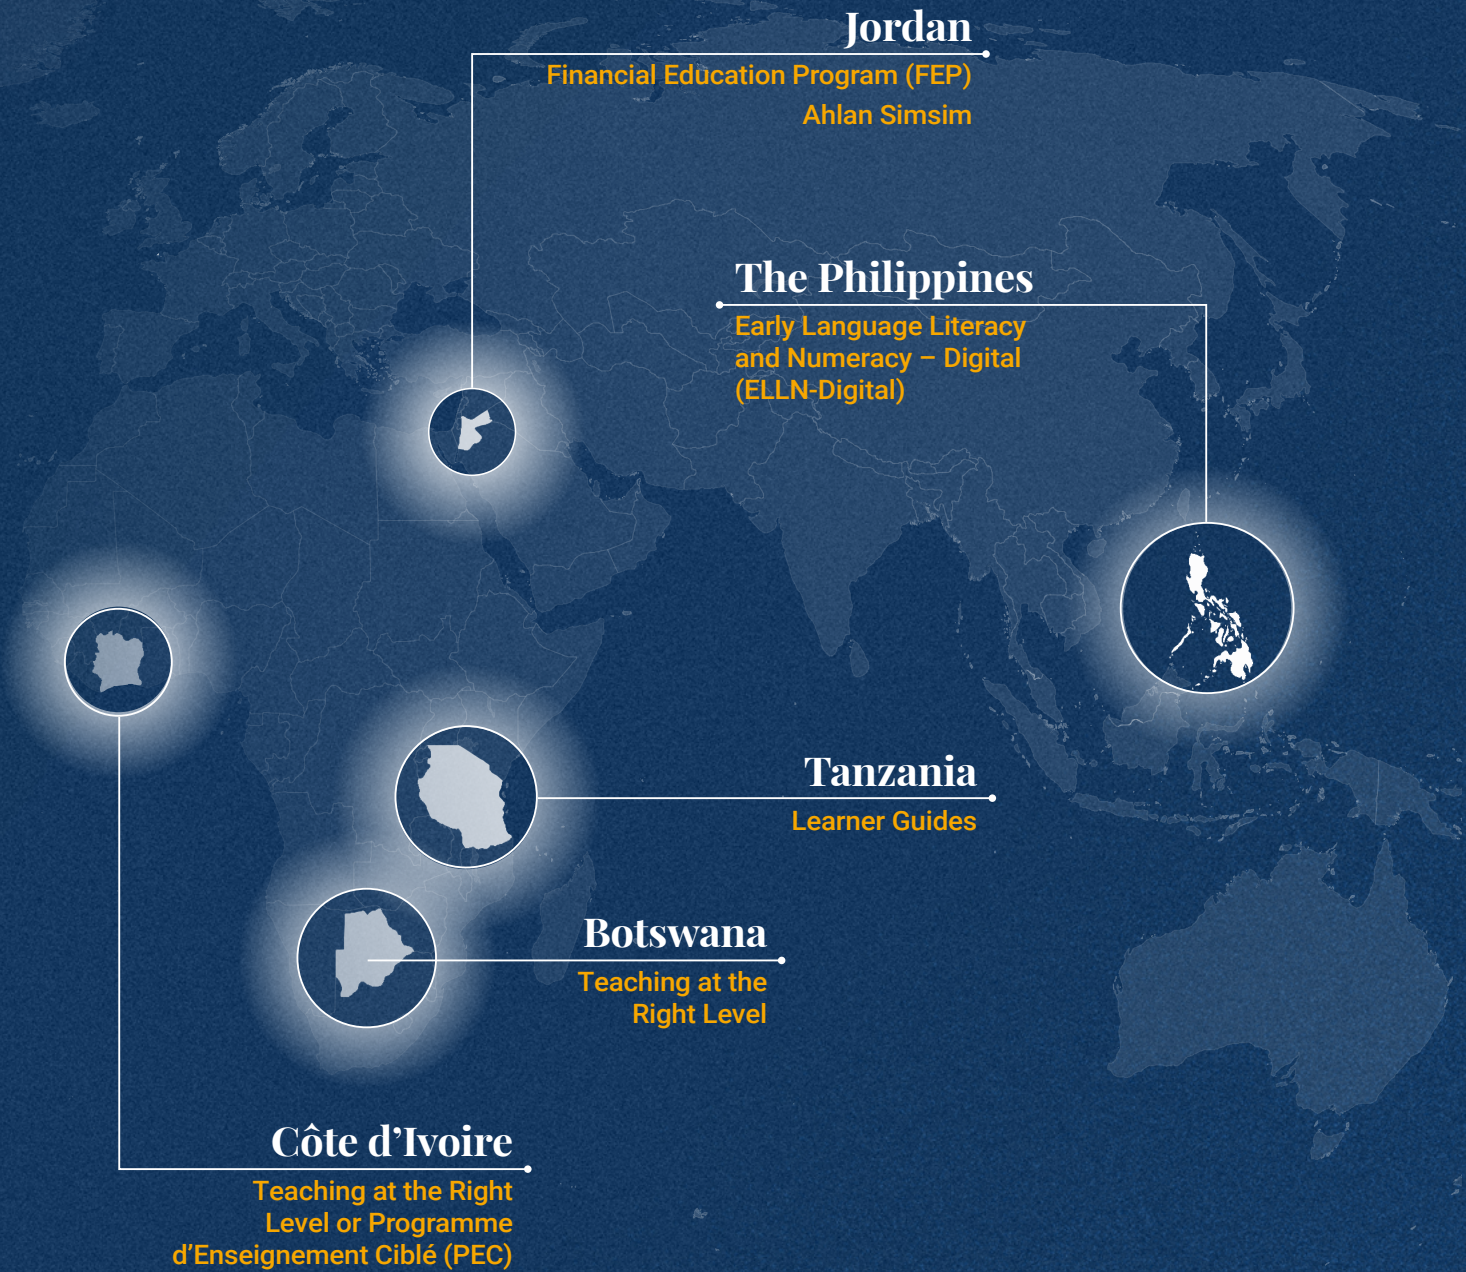 Jordan
Financial Education Program (FEP)
Ahlan Simsim
The Philippines
Early Language Literacy
and Numeracy – Digital
(ELLN-Digital)
Tanzania
Learner Guides
Botswana
Teaching at the
Right Level
Côte d’Ivoire
Teaching at the Right
Level or Programme
d’Enseignement Ciblé (PEC)